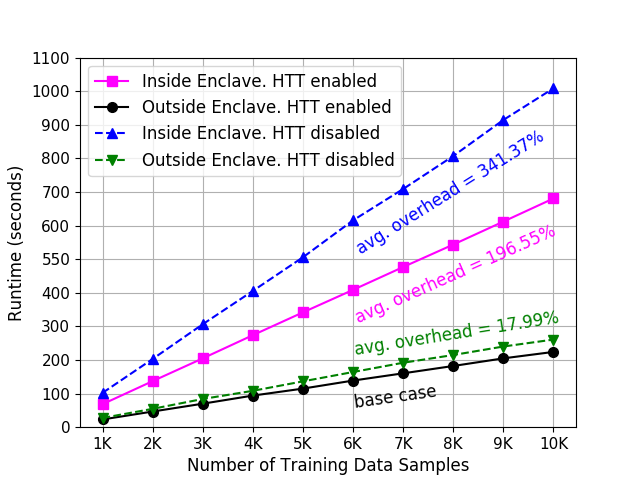 Inside Enclave. HTT enabled
Outside Enclave. HTT enabled
Inside Enclave. HTT disabled
Outside Enclave. HTT disabled
1100
1000
900
800
700
600
550
400
300
200
100
0
Runtime (seconds)
avg. overhead = 341.37%
avg. overhead = 196.55%
avg. overhead = 17.99%
base case
1K 2K 3K 4K 5K 6K 7K 8K 9K 10K
Number of Training Data Samples